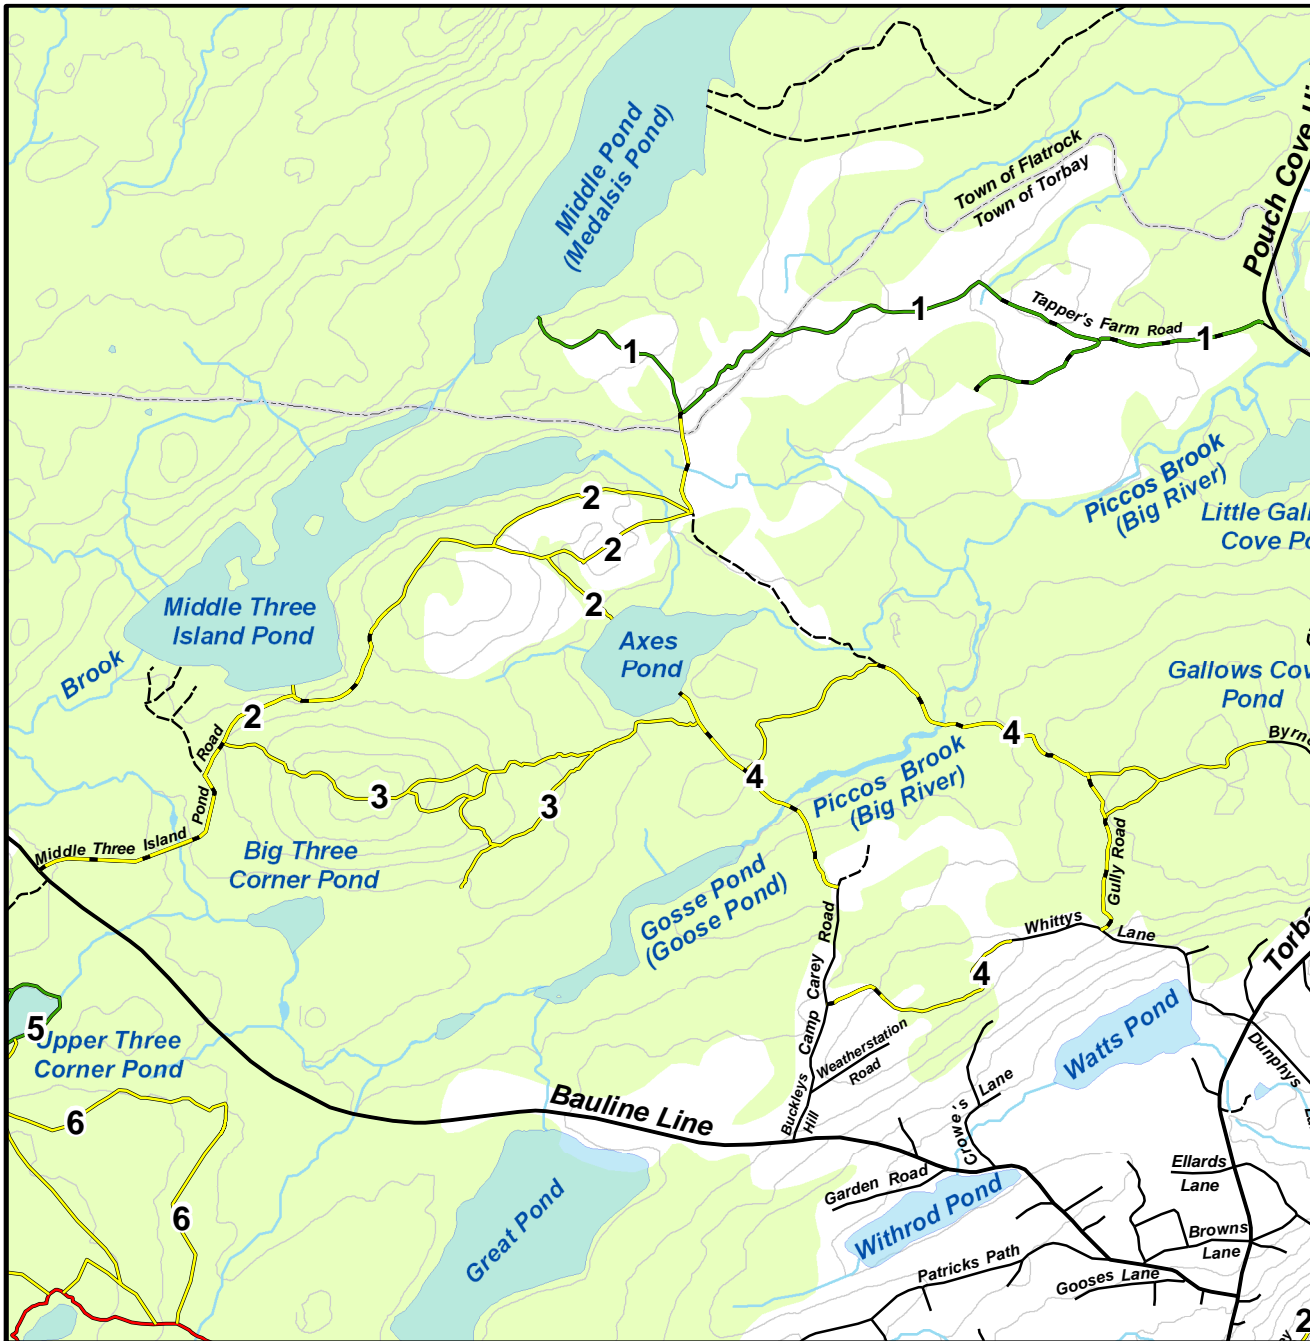 Middle Pond
(Medalsis Pond)
Town of Flatrock
Town of Torbay
Pouch Cove
1
Tapper's Farm Road
1
1
Piccos Brook
(Big River)
Little Gal
Cove Po
2
2
2
Middle Three
Island Pond
Axes
Pond
Brook
Gallows Cov
Pond
2
Road
Pond
Middle Three Island
3
3
4
4
Byrne
Piccos Brook
(Big River)
Gully Road
Big Three
Corner Pond
Gosse Pond
(Goose Pond)
Camp Carey Road
Whittys Lane
4
Torba
5
Upper Three
Corner Pond
Watts Pond
Weatherstation
Road
Dunphys
Buckleys
Hill
Crowe's Lane
6
Bauline Line
Ellards
Lane
Garden Road
Withrod Pond
6
Great Pond
Browns
Lane
Patricks Path
Gooses Lane
2